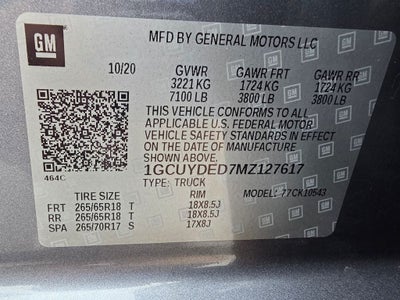 GM
MFD BY GENERAL MOTORS LLC
10/20 GVWR GAWR FRT GAWR RR
3221 KG 1724 KG 1724 KG
7100 LB 3800 LB 3800 LB
THIS VEHICLE CONFORMS TO ALL
APPLICABLE U.S. FEDERAL MOTOR
VEHICLE SAFETY STANDARDS IN EFFECT
ON THE DATE OF MANUFACTURE SHOWN
ABOVE.
1GCUYDED7MZ127617
464C TYPE: TRUCK MODEL: 77CK10543
TIRE SIZE RIM
FRT 265/65R18 T 18X8.5J
RR 265/65R18 T 18X8.5J
SPA 265/70R17 S 17X8J